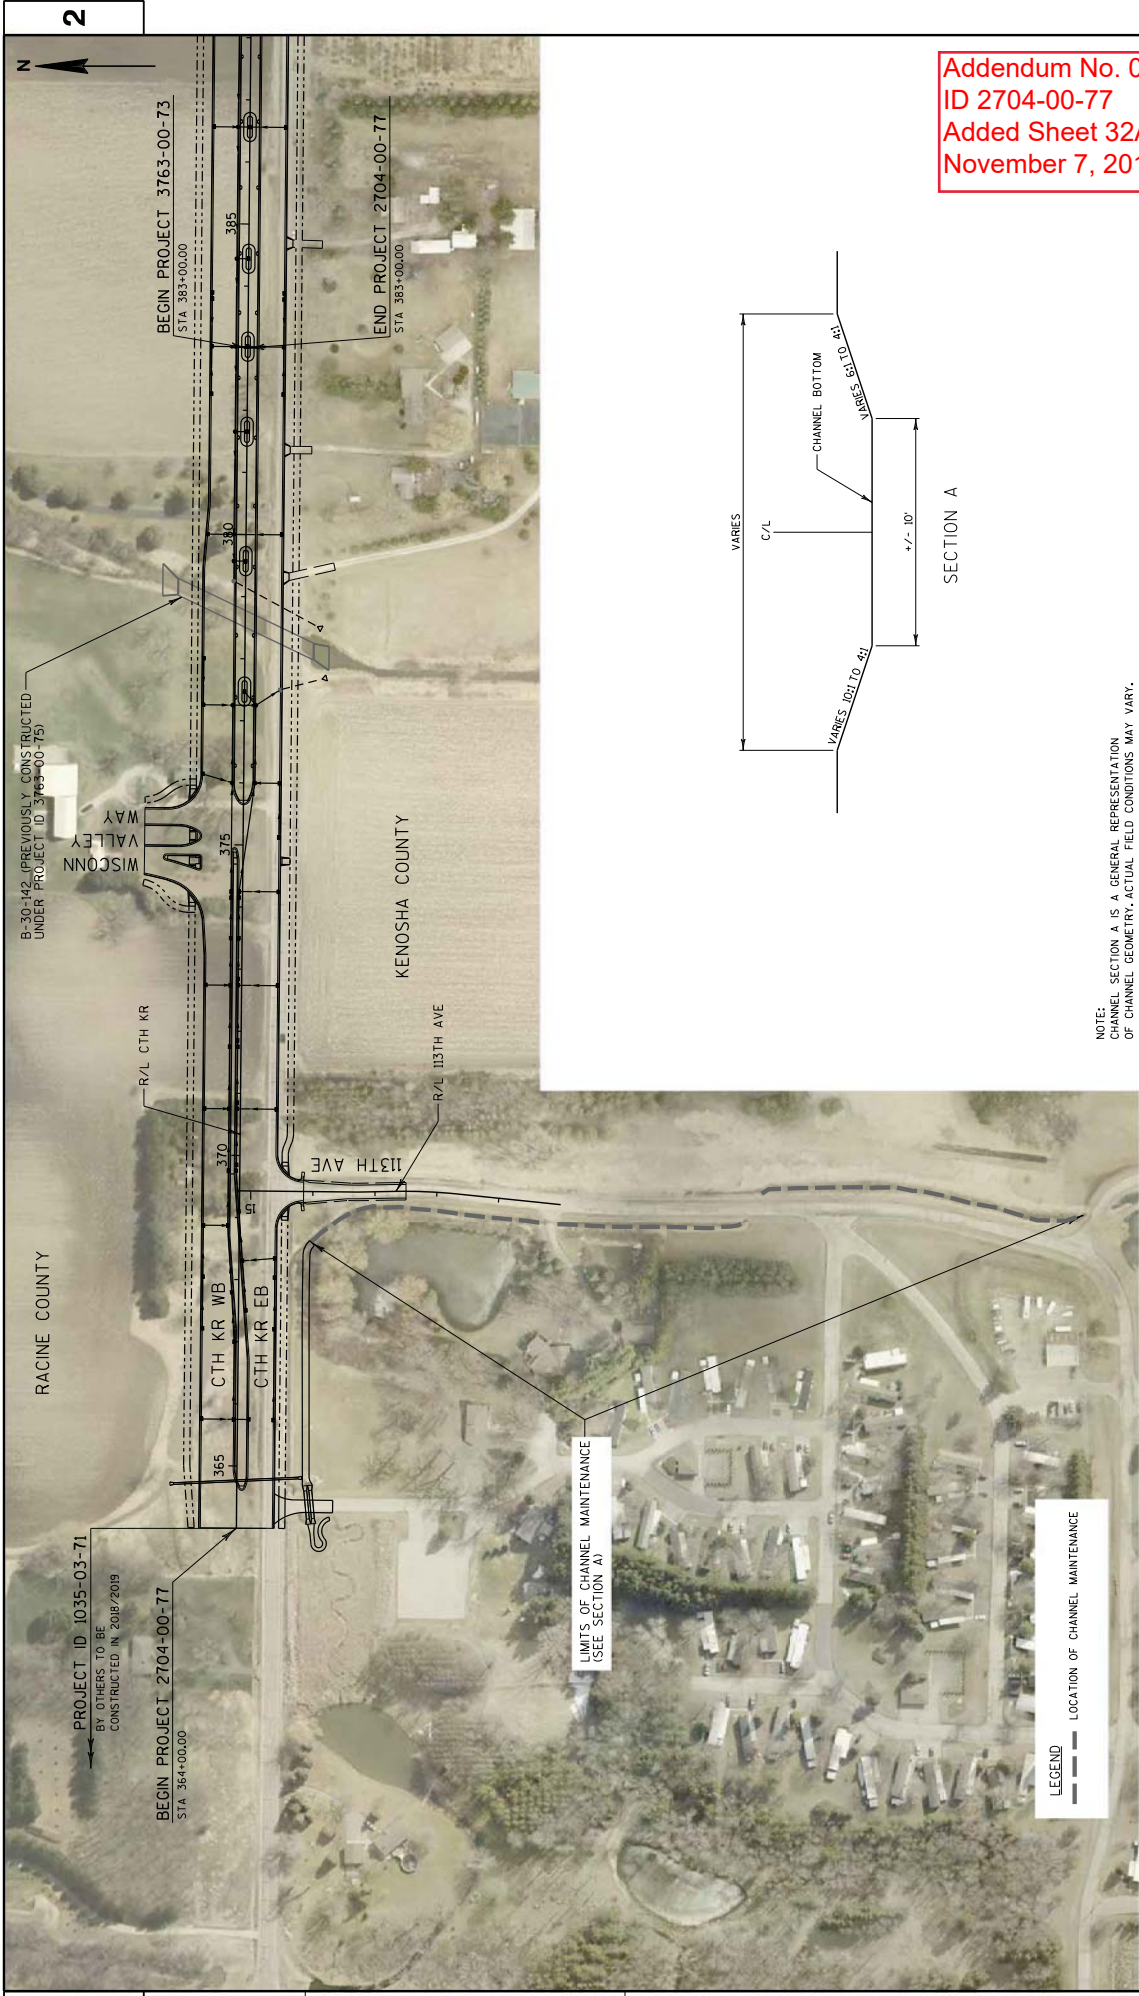 2
Addendum No. 0
ID 2704-00-77
Added Sheet 32A
November 7, 201
N
RACINE COUNTY
PROJECT ID 1035-03-71
BY OTHERS TO BE
CONSTRUCTED IN 2018/2019
BEGIN PROJECT 2704-00-77
STA 364+00.00
B-30-142 (PREVIOUSLY CONSTRUCTED
UNDER PROJECT ID 3763-00-75)
WISCONN
VALLEY
WAY
R/L CTH KR
BEGIN PROJECT 3763-00-73
STA 383+00.00
CTH KR WB
CTH KR EB
365
370
375
380
385
15
113TH AVE
END PROJECT 2704-00-77
STA 383+00.00
KENOSHA COUNTY
R/L 113TH AVE
LIMITS OF CHANNEL MAINTENANCE
(SEE SECTION A)
VARIES
C/L
CHANNEL BOTTOM
VARIES 10:1 TO 4:1
VARIES 6:1 TO 4:1
+/- 10'
SECTION A
LEGEND
LOCATION OF CHANNEL MAINTENANCE
NOTE:
CHANNEL SECTION A IS A GENERAL REPRESENTATION
OF CHANNEL GEOMETRY. ACTUAL FIELD CONDITIONS MAY VARY.